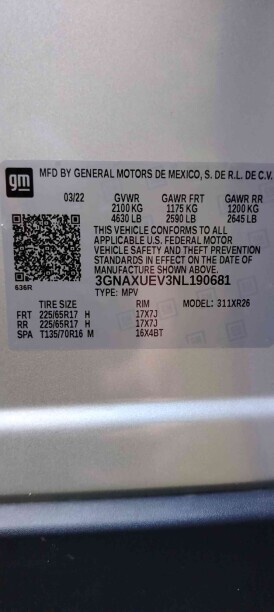 gm MFD BY GENERAL MOTORS DE MEXICO, S. DE R.L. DE C.V.
03/22 GVWR GAWR FRT GAWR RR
2100 KG 1175 KG 1200 KG
4630 LB 2590 LB 2645 LB
THIS VEHICLE CONFORMS TO ALL
APPLICABLE U.S. FEDERAL MOTOR
VEHICLE SAFETY AND THEFT PREVENTION
STANDARDS IN EFFECT ON THE DATE OF
MANUFACTURE SHOWN ABOVE.
3GNAXUEV3NL190681
636R TYPE: MPV
TIRE SIZE RIM MODEL: 311XR26
FRT 225/65R17 H 17X7J
RR 225/65R17 H 17X7J
SPA T135/70R16 M 16X4BT